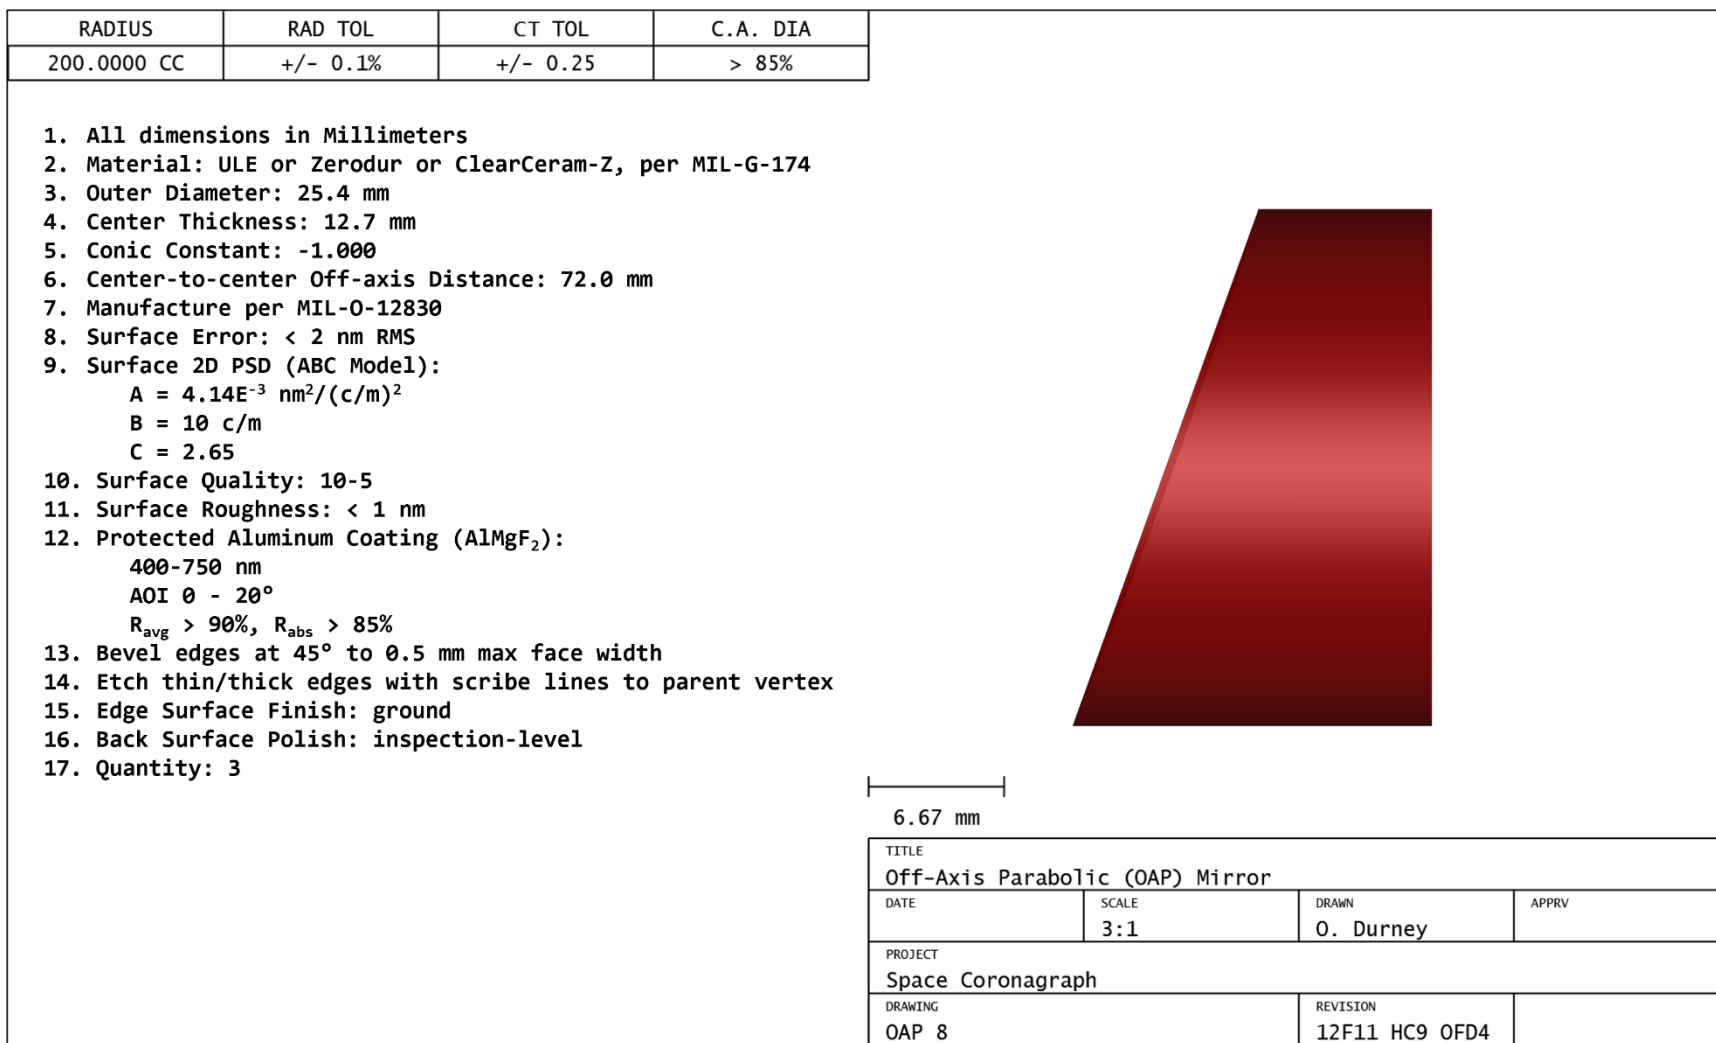 RADIUS RAD TOL CT TOL C.A. DIA
200.0000 CC +/- 0.1% +/- 0.25 > 85%
1. All dimensions in Millimeters
2. Material: ULE or Zerodur or ClearCeram-Z, per MIL-G-174
3. Outer Diameter: 25.4 mm
4. Center Thickness: 12.7 mm
5. Conic Constant: -1.000
6. Center-to-center Off-axis Distance: 72.0 mm
7. Manufacture per MIL-O-12830
8. Surface Error: < 2 nm RMS
9. Surface 2D PSD (ABC Model):
A = 4.14E⁻³ nm²/(c/m)²
B = 10 c/m
C = 2.65
10. Surface Quality: 10-5
11. Surface Roughness: < 1 nm
12. Protected Aluminum Coating (AlMgF₂):
400-750 nm
AOI 0 - 20°
Ravg > 90%, Rabs > 85%
13. Bevel edges at 45° to 0.5 mm max face width
14. Etch thin/thick edges with scribe lines to parent vertex
15. Edge Surface Finish: ground
16. Back Surface Polish: inspection-level
17. Quantity: 3
6.67 mm
TITLE
Off-Axis Parabolic (OAP) Mirror
DATE SCALE DRAWN APPRV
3:1 O. Durney
PROJECT
Space Coronagraph
DRAWING REVISION
OAP 8 12F11 HC9 OFD4